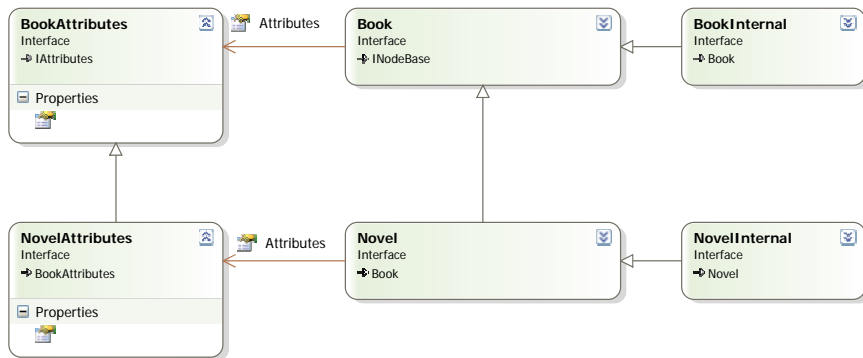 BookAttributes
Interface
IAttributes
Properties
Attributes
Book
Interface
INodeBase
BookInternal
Interface
Book
NovelAttributes
Interface
BookAttributes
Properties
Attributes
Novel
Interface
Book
NovelInternal
Interface
Novel